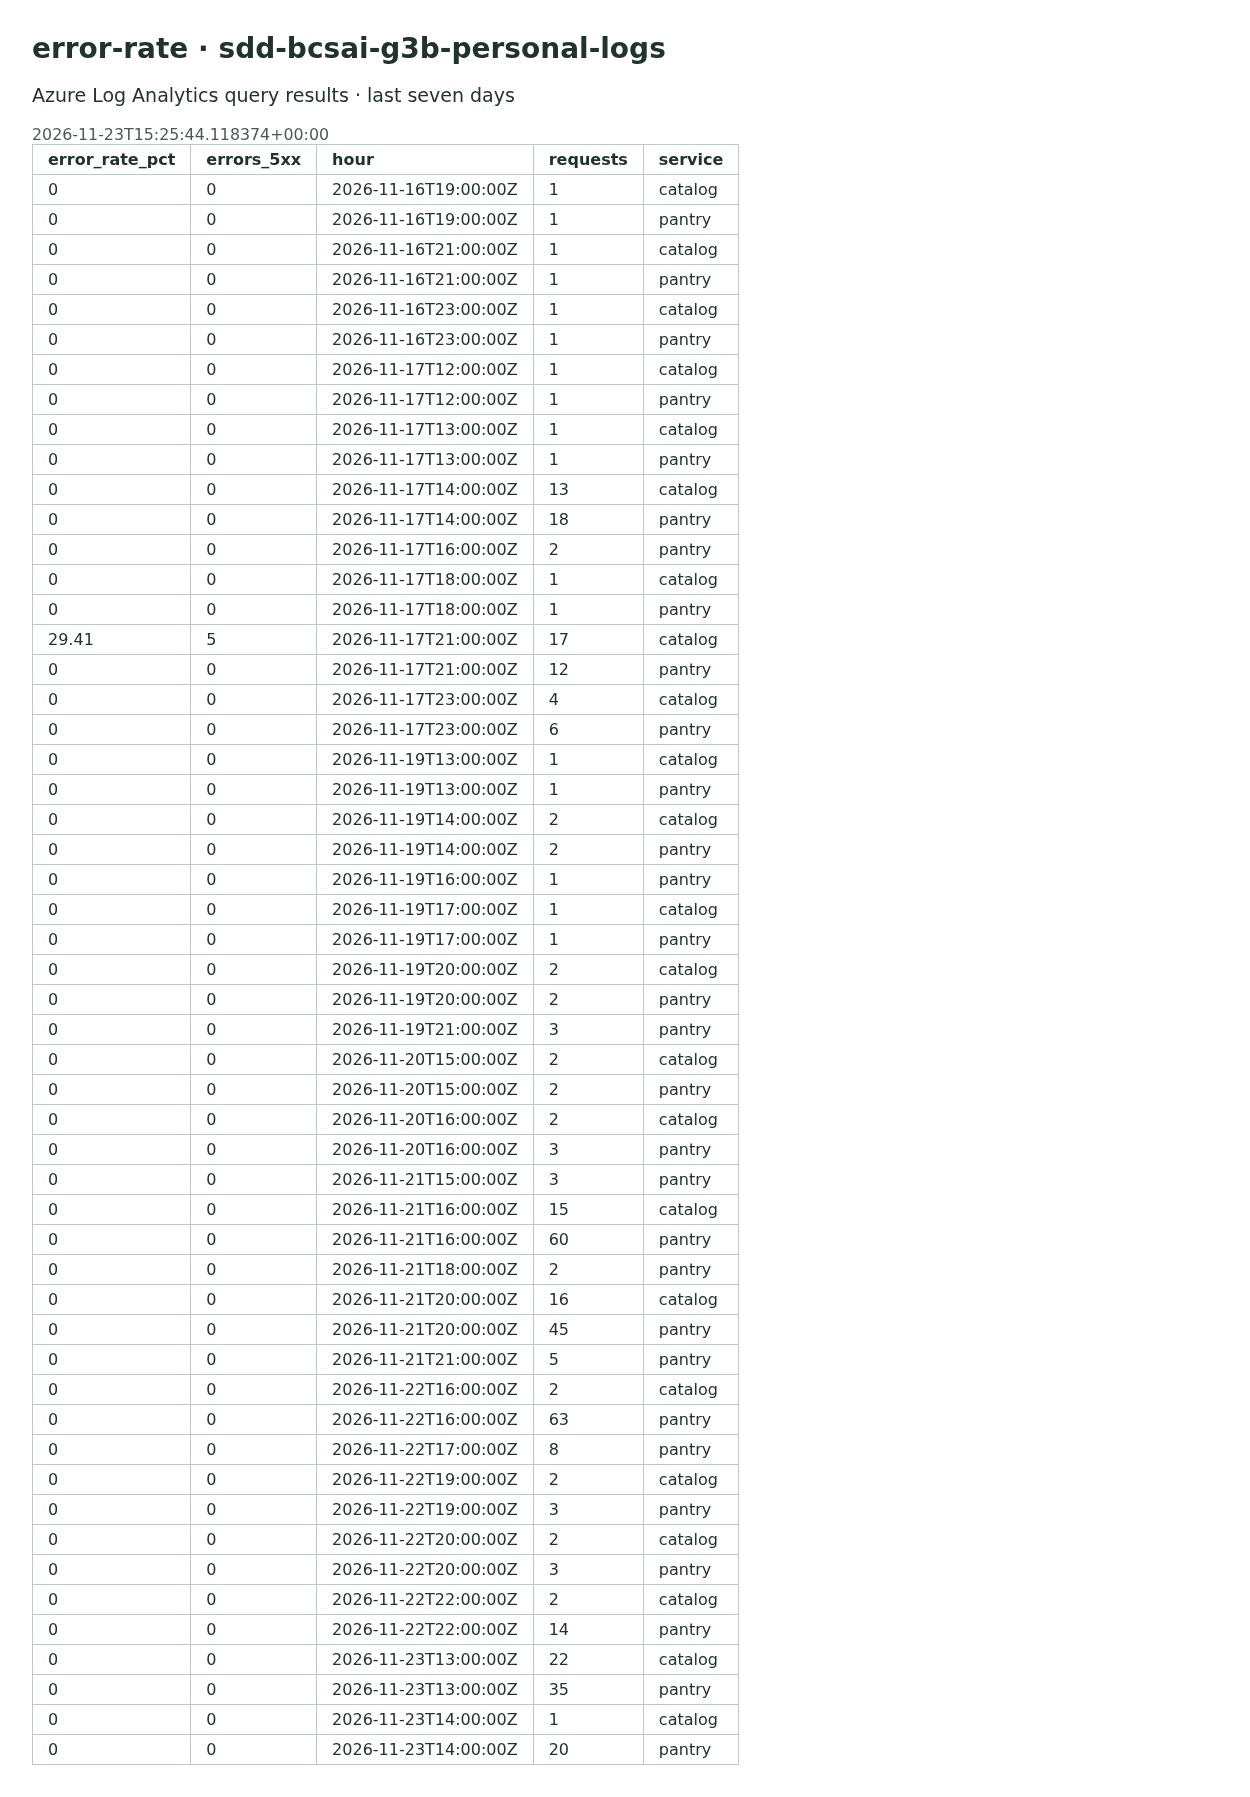 error-rate · sdd-bcsai-g3b-personal-logs
Azure Log Analytics query results · last seven days
2026-11-23T15:25:44.118374+00:00
error_rate_pct errors_5xx hour requests service
0 0 2026-11-16T19:00:00Z 1 catalog
0 0 2026-11-16T19:00:00Z 1 pantry
0 0 2026-11-16T21:00:00Z 1 catalog
0 0 2026-11-16T21:00:00Z 1 pantry
0 0 2026-11-16T23:00:00Z 1 catalog
0 0 2026-11-16T23:00:00Z 1 pantry
0 0 2026-11-17T12:00:00Z 1 catalog
0 0 2026-11-17T12:00:00Z 1 pantry
0 0 2026-11-17T13:00:00Z 1 catalog
0 0 2026-11-17T13:00:00Z 1 pantry
0 0 2026-11-17T14:00:00Z 13 catalog
0 0 2026-11-17T14:00:00Z 18 pantry
0 0 2026-11-17T16:00:00Z 2 pantry
0 0 2026-11-17T18:00:00Z 1 catalog
0 0 2026-11-17T18:00:00Z 1 pantry
29.41 5 2026-11-17T21:00:00Z 17 catalog
0 0 2026-11-17T21:00:00Z 12 pantry
0 0 2026-11-17T23:00:00Z 4 catalog
0 0 2026-11-17T23:00:00Z 6 pantry
0 0 2026-11-19T13:00:00Z 1 catalog
0 0 2026-11-19T13:00:00Z 1 pantry
0 0 2026-11-19T14:00:00Z 2 catalog
0 0 2026-11-19T14:00:00Z 2 pantry
0 0 2026-11-19T16:00:00Z 1 pantry
0 0 2026-11-19T17:00:00Z 1 catalog
0 0 2026-11-19T17:00:00Z 1 pantry
0 0 2026-11-19T20:00:00Z 2 catalog
0 0 2026-11-19T20:00:00Z 2 pantry
0 0 2026-11-19T21:00:00Z 3 pantry
0 0 2026-11-20T15:00:00Z 2 catalog
0 0 2026-11-20T15:00:00Z 2 pantry
0 0 2026-11-20T16:00:00Z 2 catalog
0 0 2026-11-20T16:00:00Z 3 pantry
0 0 2026-11-21T15:00:00Z 3 pantry
0 0 2026-11-21T16:00:00Z 15 catalog
0 0 2026-11-21T16:00:00Z 60 pantry
0 0 2026-11-21T18:00:00Z 2 pantry
0 0 2026-11-21T20:00:00Z 16 catalog
0 0 2026-11-21T20:00:00Z 45 pantry
0 0 2026-11-21T21:00:00Z 5 pantry
0 0 2026-11-22T16:00:00Z 2 catalog
0 0 2026-11-22T16:00:00Z 63 pantry
0 0 2026-11-22T17:00:00Z 8 pantry
0 0 2026-11-22T19:00:00Z 2 catalog
0 0 2026-11-22T19:00:00Z 3 pantry
0 0 2026-11-22T20:00:00Z 2 catalog
0 0 2026-11-22T20:00:00Z 3 pantry
0 0 2026-11-22T22:00:00Z 2 catalog
0 0 2026-11-22T22:00:00Z 14 pantry
0 0 2026-11-23T13:00:00Z 22 catalog
0 0 2026-11-23T13:00:00Z 35 pantry
0 0 2026-11-23T14:00:00Z 1 catalog
0 0 2026-11-23T14:00:00Z 20 pantry